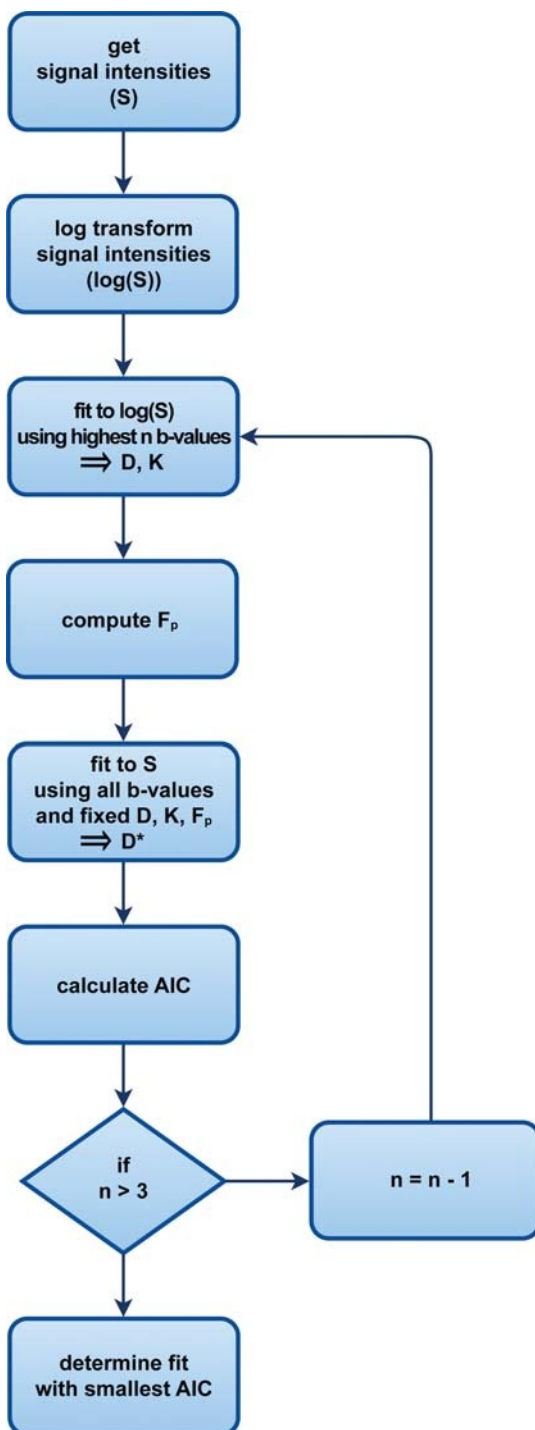 get
signal intensities
(S)
log transform
signal intensities
(log(S))
fit to log(S)
using highest n b-values
⇒ D, K
compute Fₚ
fit to S
using all b-values
and fixed D, K, Fₚ
⇒ D*
calculate AIC
if
n > 3
n = n - 1
determine fit
with smallest AIC